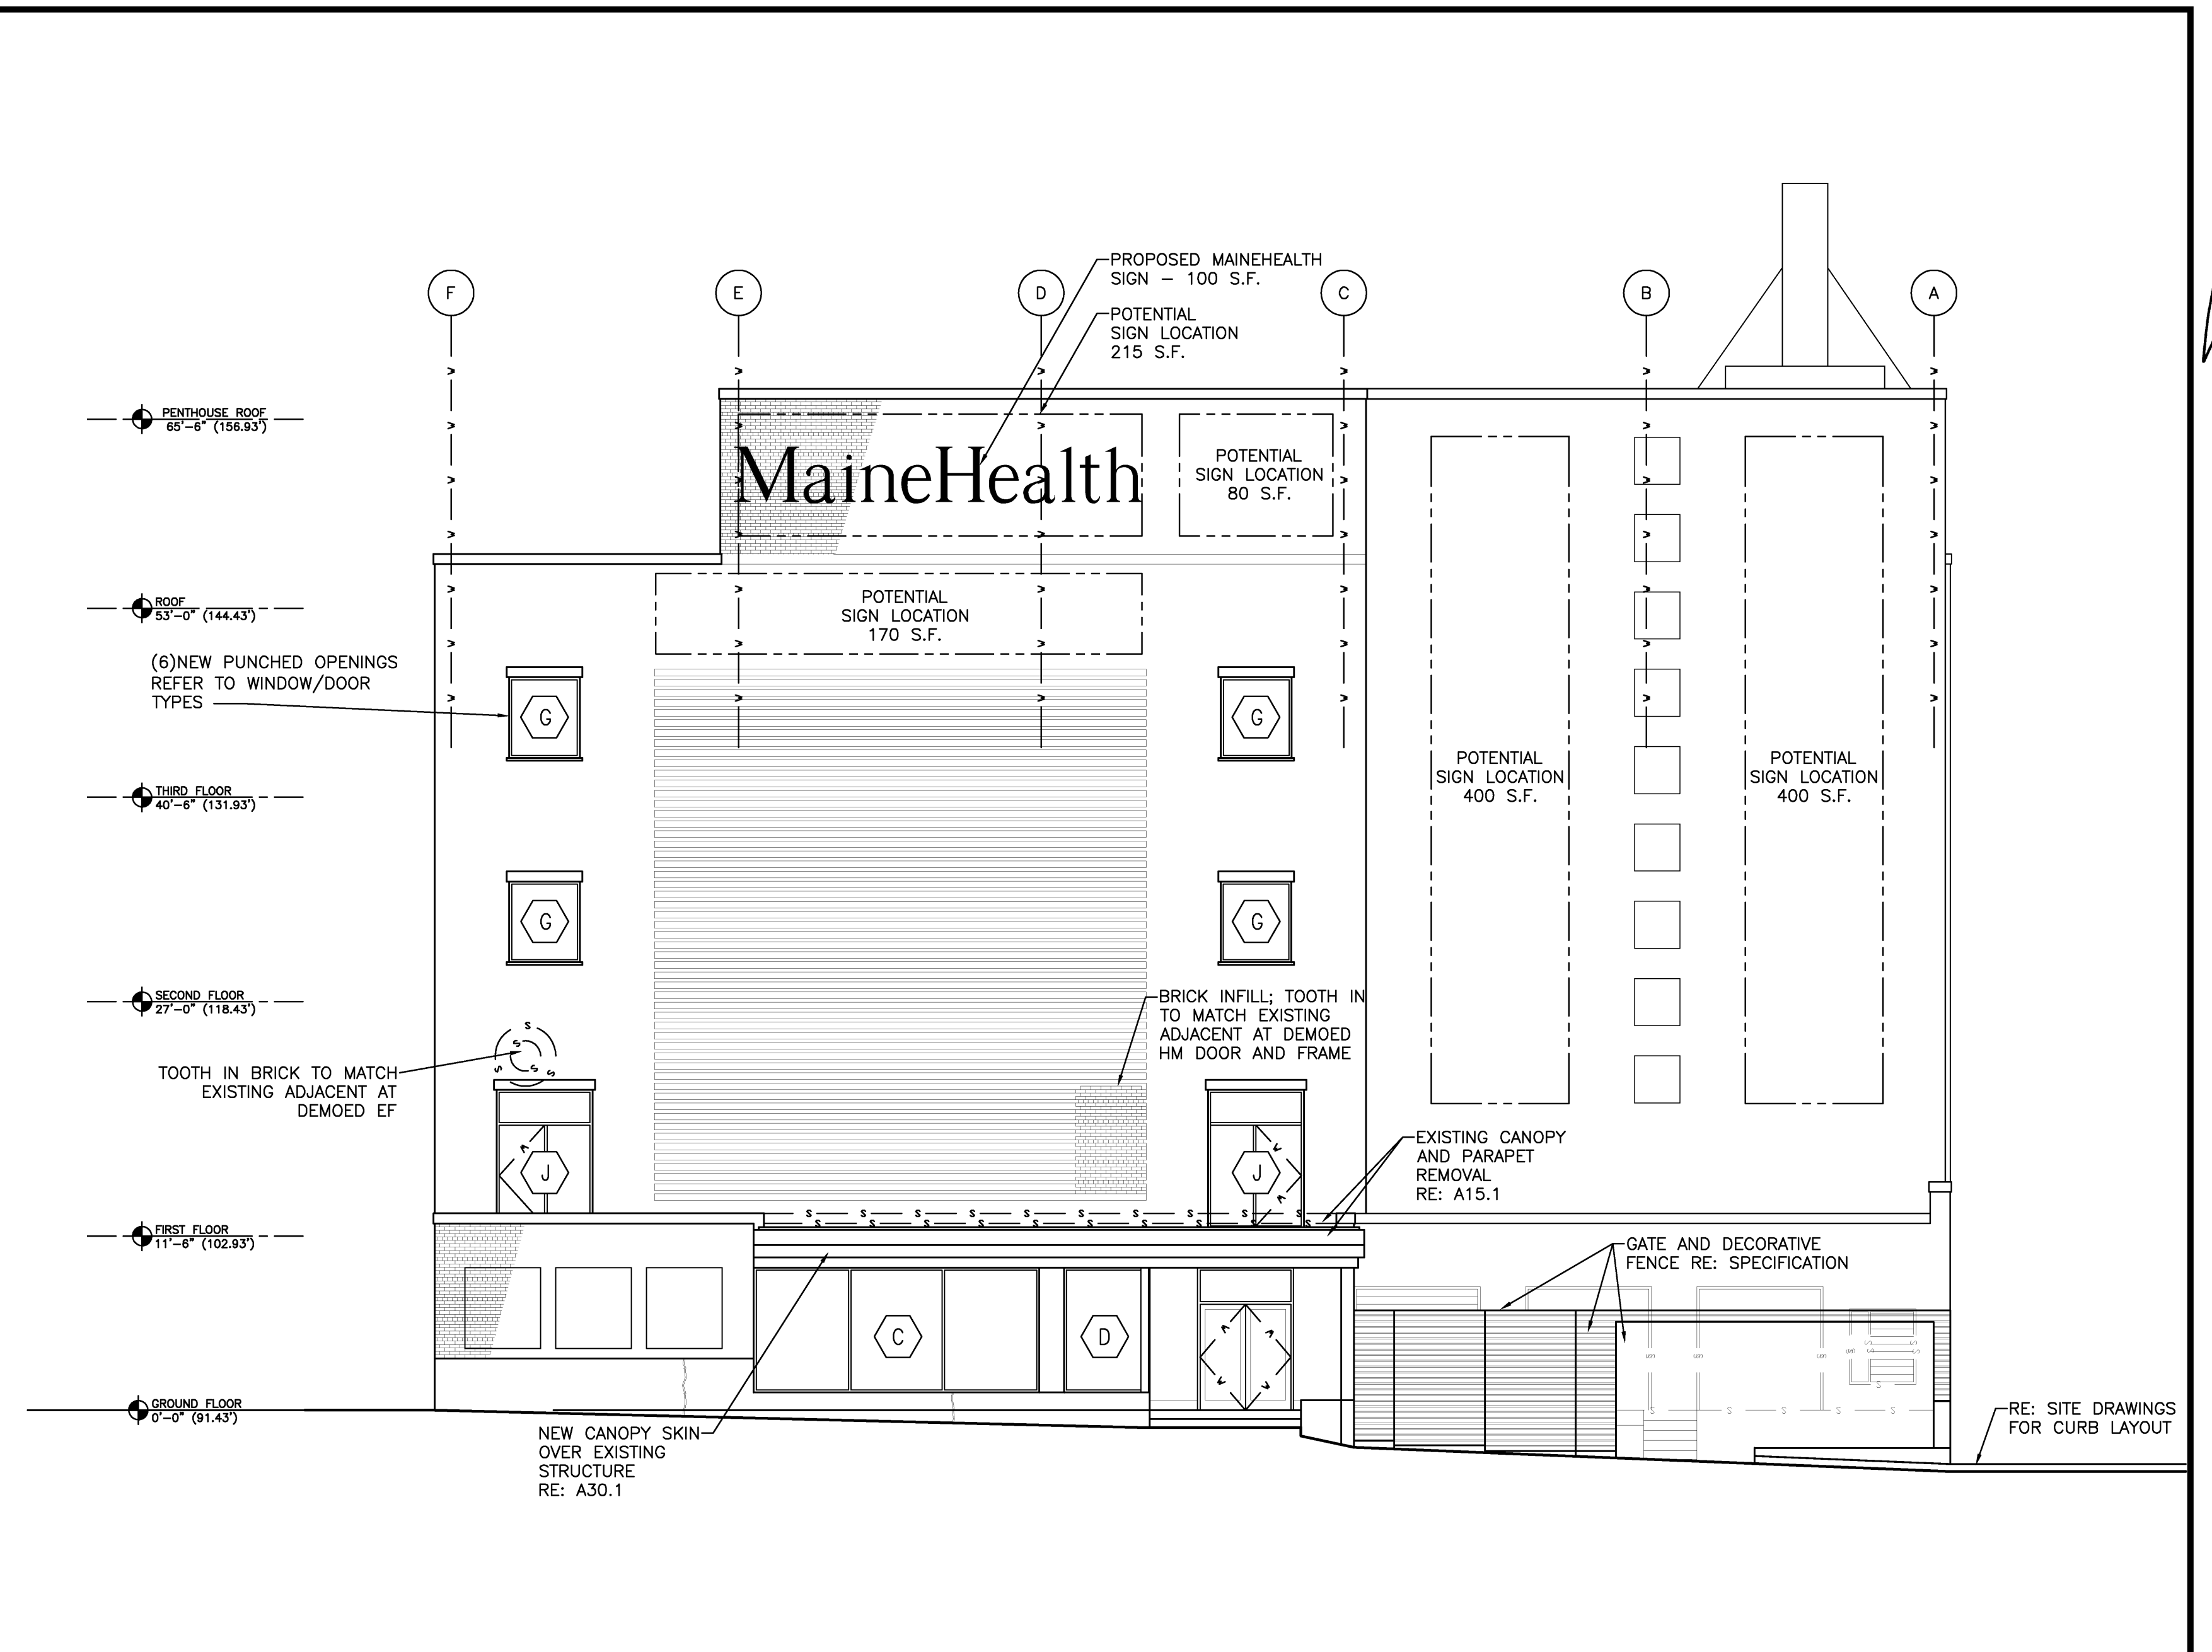 PROPOSED MAINEHEALTH
SIGN – 100 S.F.
F
E
D
C
B
A
POTENTIAL
SIGN LOCATION
215 S.F.
PENTHOUSE ROOF
65'–6" (156.93')
MaineHealth
POTENTIAL
SIGN LOCATION
80 S.F.
ROOF
53'–0" (144.43')
POTENTIAL
SIGN LOCATION
170 S.F.
(6)NEW PUNCHED OPENINGS
REFER TO WINDOW/DOOR
TYPES
G
G
THIRD FLOOR
40'–6" (131.93')
POTENTIAL
SIGN LOCATION
400 S.F.
POTENTIAL
SIGN LOCATION
400 S.F.
G
G
SECOND FLOOR
27'–0" (118.43')
BRICK INFILL; TOOTH IN
TO MATCH EXISTING
ADJACENT AT DEMOED
HM DOOR AND FRAME
TOOTH IN BRICK TO MATCH
EXISTING ADJACENT AT
DEMOED EF
J
J
EXISTING CANOPY
AND PARAPET
REMOVAL
RE: A15.1
FIRST FLOOR
11'–6" (102.93')
GATE AND DECORATIVE
FENCE RE: SPECIFICATION
C
D
GROUND FLOOR
0'–0" (91.43')
NEW CANOPY SKIN
OVER EXISTING
STRUCTURE
RE: A30.1
RE: SITE DRAWINGS
FOR CURB LAYOUT